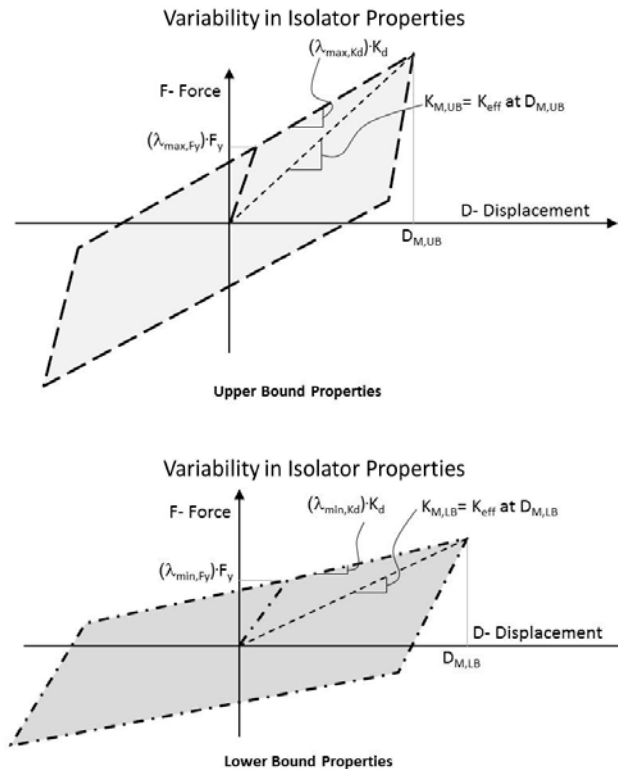 Variability in Isolator Properties
(λmax,Kd)·Kd
F- Force
KM,UB= Keff at DM,UB
(λmax,Fy)·Fy
D- Displacement
DM,UB
Upper Bound Properties
Variability in Isolator Properties
F- Force
(λmin,Kd)·Kd
KM,LB= Keff at DM,LB
(λmin,Fy)·Fy
D- Displacement
DM,LB
Lower Bound Properties